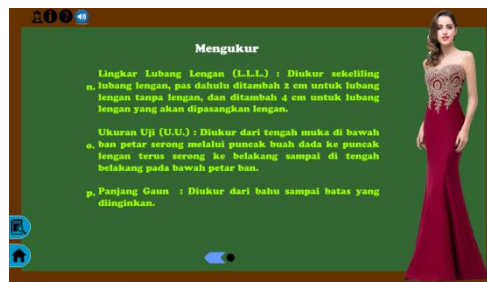 Mengukur
Lingkar Lubang Lengan (L.L.L.) : Diukur sekeliling
n. lubang lengan, pas dahulu ditambah 2 cm untuk lubang
lengan tanpa lengan, dan ditambah 4 cm untuk lubang
lengan yang akan dipasangkan lengan.
Ukuran Uji (U.U.) : Diukur dari tengah muka di bawah
o. ban petar serong melalui puncak buah dada ke puncak
lengan terus serong ke belakang sampai di tengah
belakang pada bawah petar ban.
p. Panjang Gaun : Diukur dari bahu sampai batas yang
diinginkan.